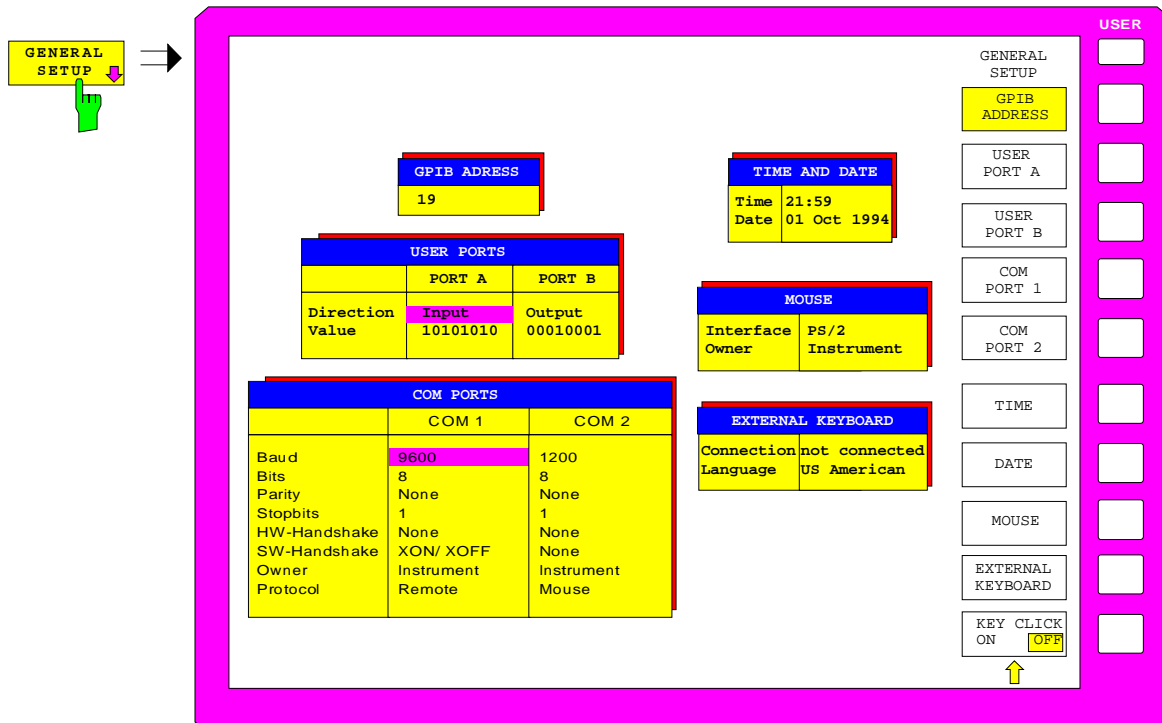 USER
GENERAL
SETUP
GENERAL
SETUP
GPIB
ADDRESS
USER
PORT A
USER
PORT B
COM
PORT 1
COM
PORT 2
TIME
DATE
MOUSE
EXTERNAL
KEYBOARD
KEY CLICK
ON OFF
GPIB ADRESS
19
USER PORTS
PORT A PORT B
Direction Input Output
Value 10101010 00010001
COM PORTS
COM 1 COM 2
Baud 9600 1200
Bits 8 8
Parity None None
Stopbits 1 1
HW-Handshake None None
SW-Handshake XON/ XOFF None
Owner Instrument Instrument
Protocol Remote Mouse
TIME AND DATE
Time 21:59
Date 01 Oct 1994
MOUSE
Interface PS/2
Owner Instrument
EXTERNAL KEYBOARD
Connection not connected
Language US American